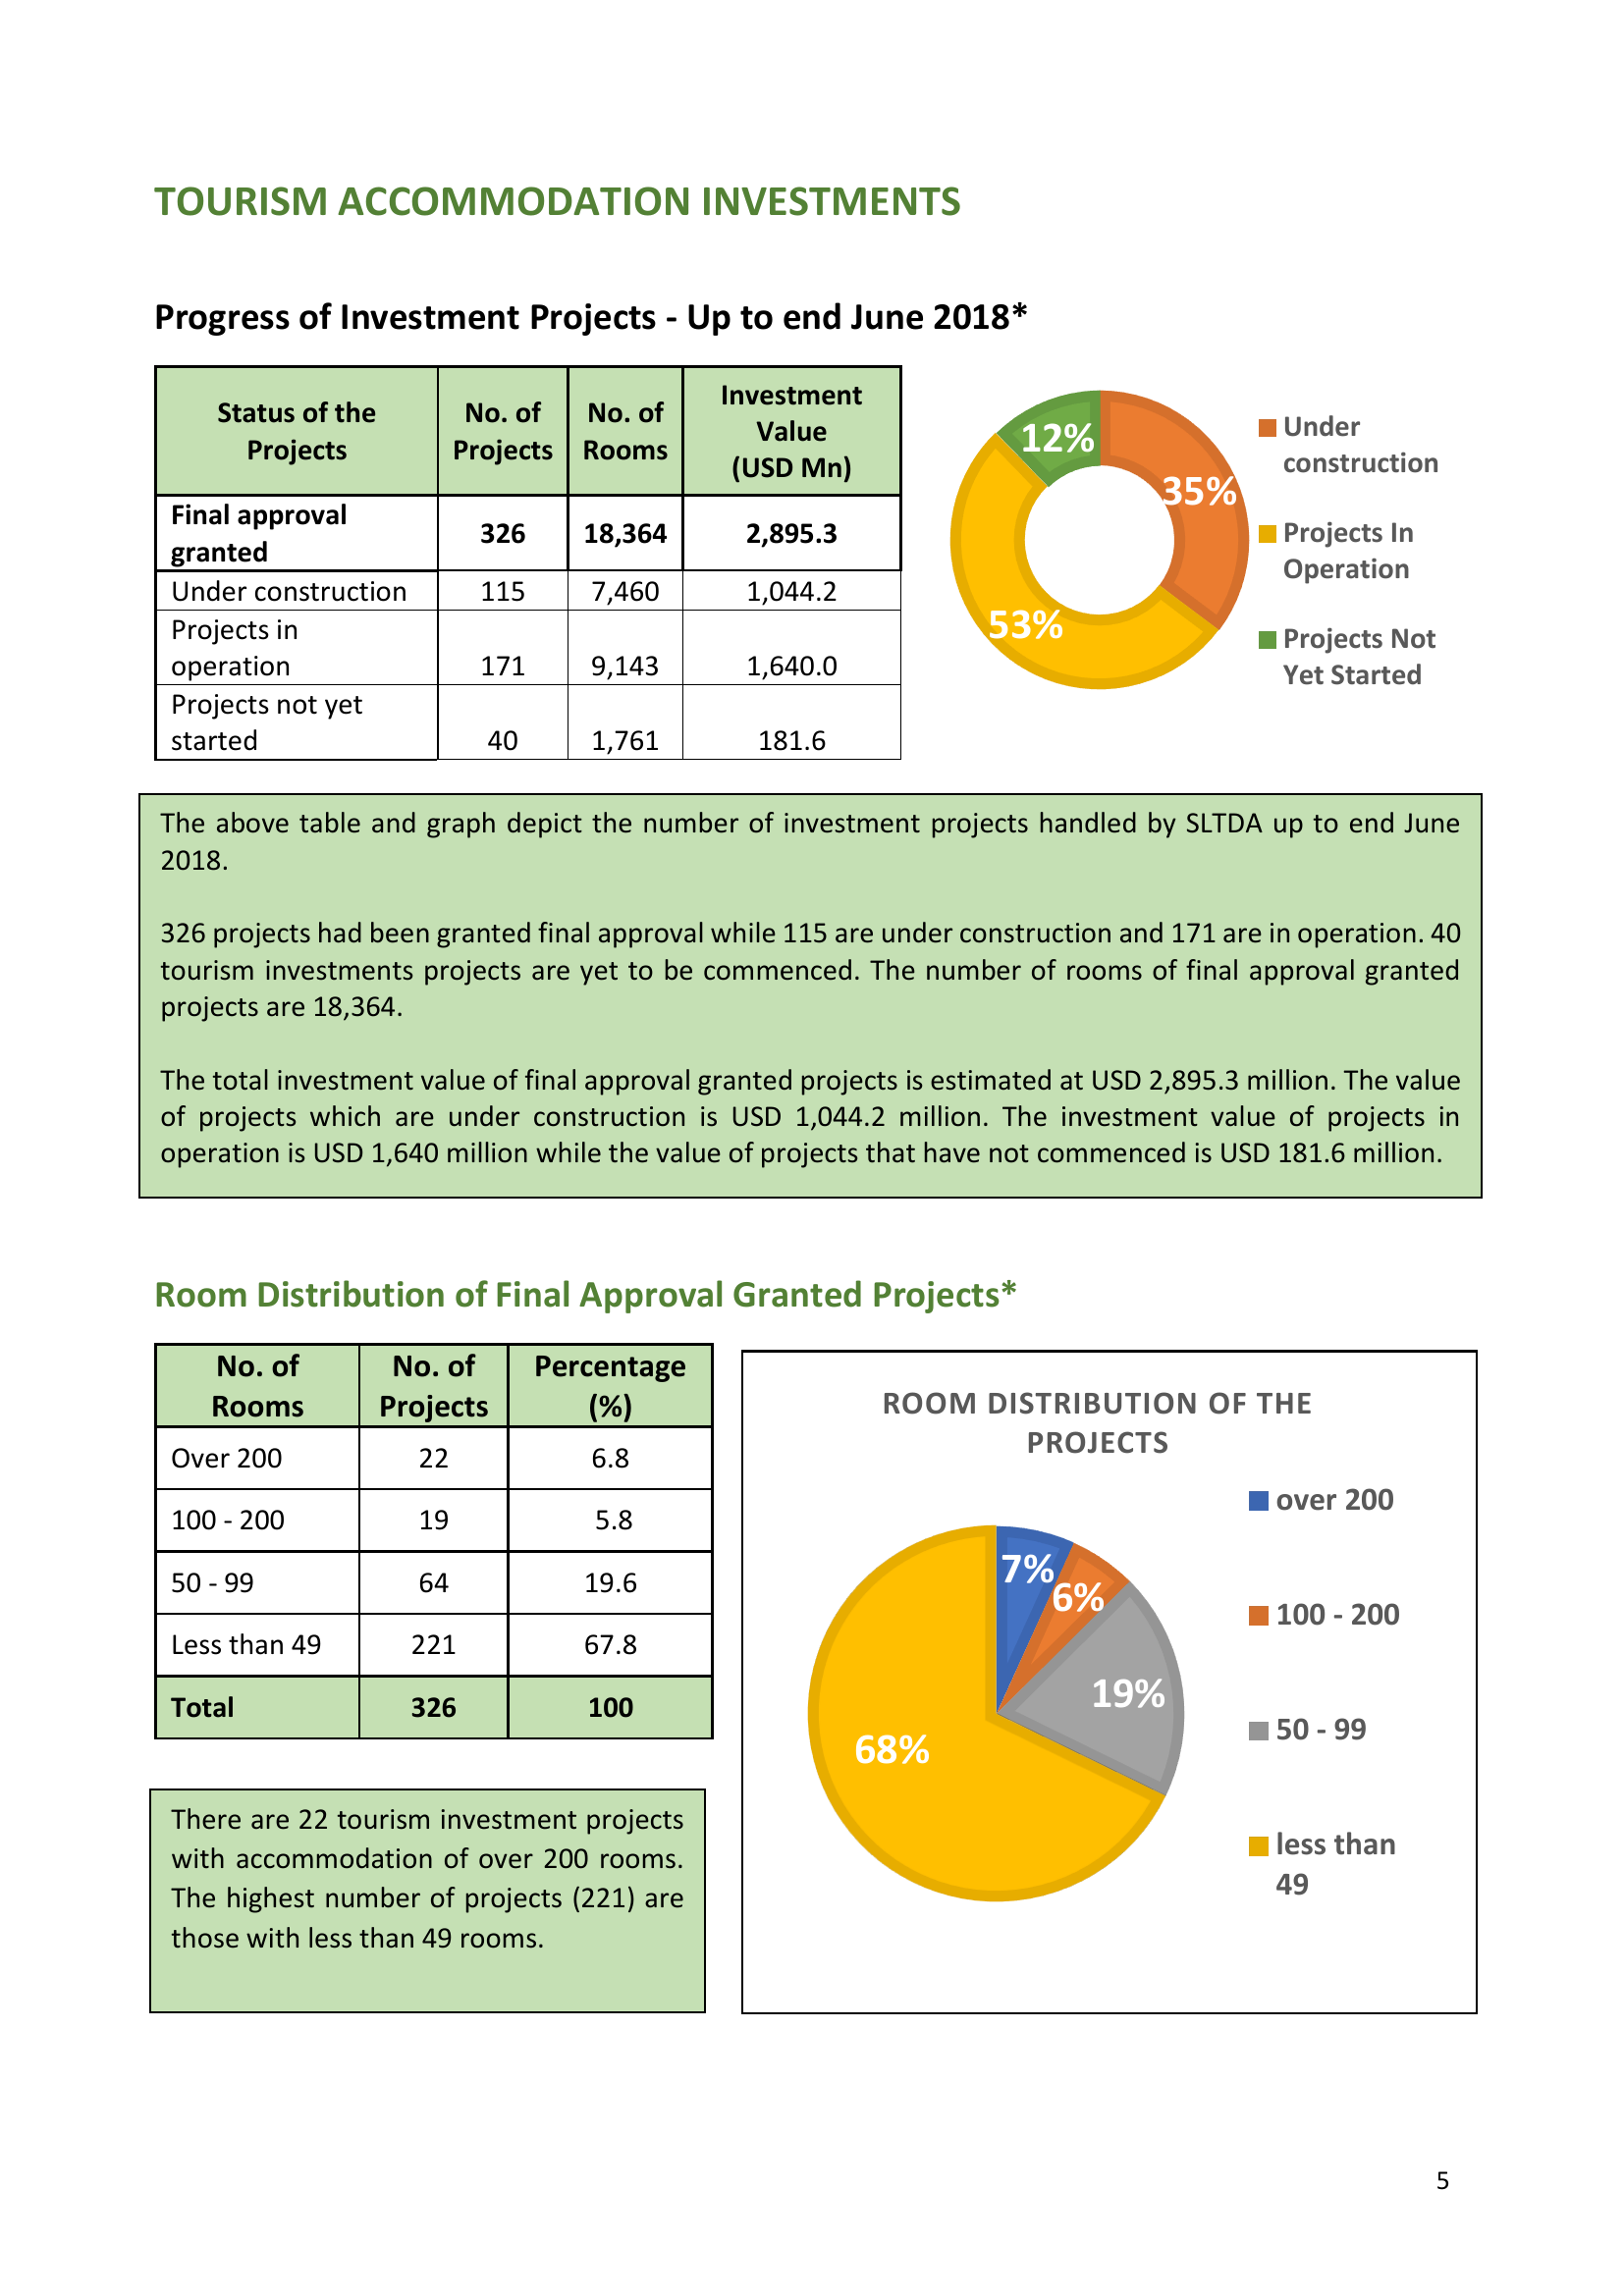 TOURISM ACCOMMODATION INVESTMENTS
Progress of Investment Projects - Up to end June 2018*
Status of the
Projects
No. of
Projects
No. of
Rooms
Investment
Value
(USD Mn)
Final approval
granted
326
18,364
2,895.3
Under construction
115
7,460
1,044.2
Projects in
operation
171
9,143
1,640.0
Projects not yet
started
40
1,761
181.6
12%
35%
53%
Under
construction
Projects In
Operation
Projects Not
Yet Started
The above table and graph depict the number of investment projects handled by SLTDA up to end June
2018.
326 projects had been granted final approval while 115 are under construction and 171 are in operation. 40
tourism investments projects are yet to be commenced. The number of rooms of final approval granted
projects are 18,364.
The total investment value of final approval granted projects is estimated at USD 2,895.3 million. The value
of projects which are under construction is USD 1,044.2 million. The investment value of projects in
operation is USD 1,640 million while the value of projects that have not commenced is USD 181.6 million.
Room Distribution of Final Approval Granted Projects*
No. of
Rooms
No. of
Projects
Percentage
(%)
Over 200
22
6.8
100 - 200
19
5.8
50 - 99
64
19.6
Less than 49
221
67.8
Total
326
100
There are 22 tourism investment projects
with accommodation of over 200 rooms.
The highest number of projects (221) are
those with less than 49 rooms.
ROOM DISTRIBUTION OF THE
PROJECTS
7%
6%
19%
68%
over 200
100 - 200
50 - 99
less than
49
5